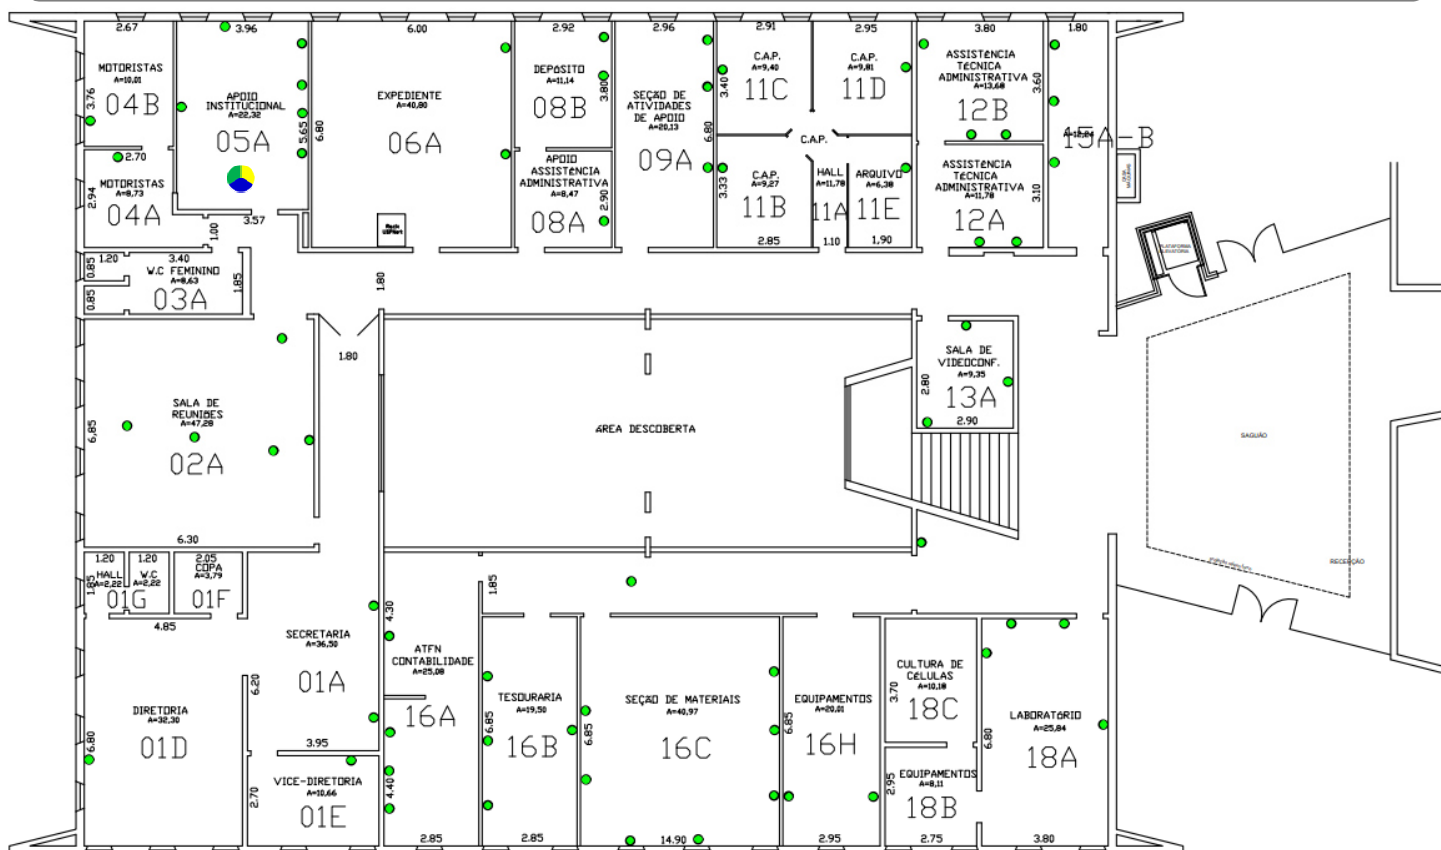 2.67
3.96
6.00
2.92
2.96
2.91
2.95
3.80
1.80
MOTORISTAS
A=10,01
04B
3.76
APOIO
INSTITUCIONAL
A=22,32
05A
5.65
EXPEDIENTE
A=40,80
06A
6.80
DEPóSITO
A=11,14
08B
3.80
SEÇÃO DE
ATIVIDADES
DE APOIO
A=20,13
09A
6.80
C.A.P.
A=9,40
11C
3.40
C.A.P.
A=9,81
11D
C.A.P.
ASSISTêNCIA
TéCNICA
ADMINISTRATIVA
A=13,68
12B
3.60
15A-B
2.70
MOTORISTAS
A=8,73
04A
2.94
3.57
1.00
APOIO
ASSISTêNCIA
ADMINISTRATIVA
A=8,47
08A
2.90
C.A.P.
A=9,27
11B
3.33
2.85
HALL
A=11,78
11A
1.10
ARQUIVO
A=6,38
11E
1,90
ASSISTêNCIA
TéCNICA
ADMINISTRATIVA
A=11,78
12A
3.10
PLATAFORMA
1.20
3.40
0.85
0.85
W.C FEMININO
A=8,63
03A
1.85
1.80
1.80
SALA DE
REUNIõES
A=47,28
02A
6,85
6.30
ÁREA DESCOBERTA
SALA DE
VIDEOCONF.
A=9,35
13A
2.80
2.90
SAGUÃO
RECEPÇÃO
1.20
1.20
2.05
HALL
A=2,22
01G
1.85
W.C
A=2,22
COPA
A=3,79
01F
4.85
SECRETARIA
A=36,50
01A
6.20
3.95
4.30
1.85
ATFN
CONTABILIDADE
A=25,08
16A
4.40
2.85
TESOURARIA
A=19,50
16B
6.85
2.85
SEÇÃO DE MATERIAIS
A=40,97
16C
6.85
14.90
EQUIPAMENTOS
A=20,01
16H
6.85
2.95
CULTURA DE
CéLULAS
A=10,18
18C
3.70
EQUIPAMENTOS
A=8,11
18B
2.95
2.75
LABORATóRIO
A=25,84
18A
6.80
3.80
DIRETORIA
A=32,30
01D
6.80
VICE-DIRETORIA
A=10,66
01E
2.70